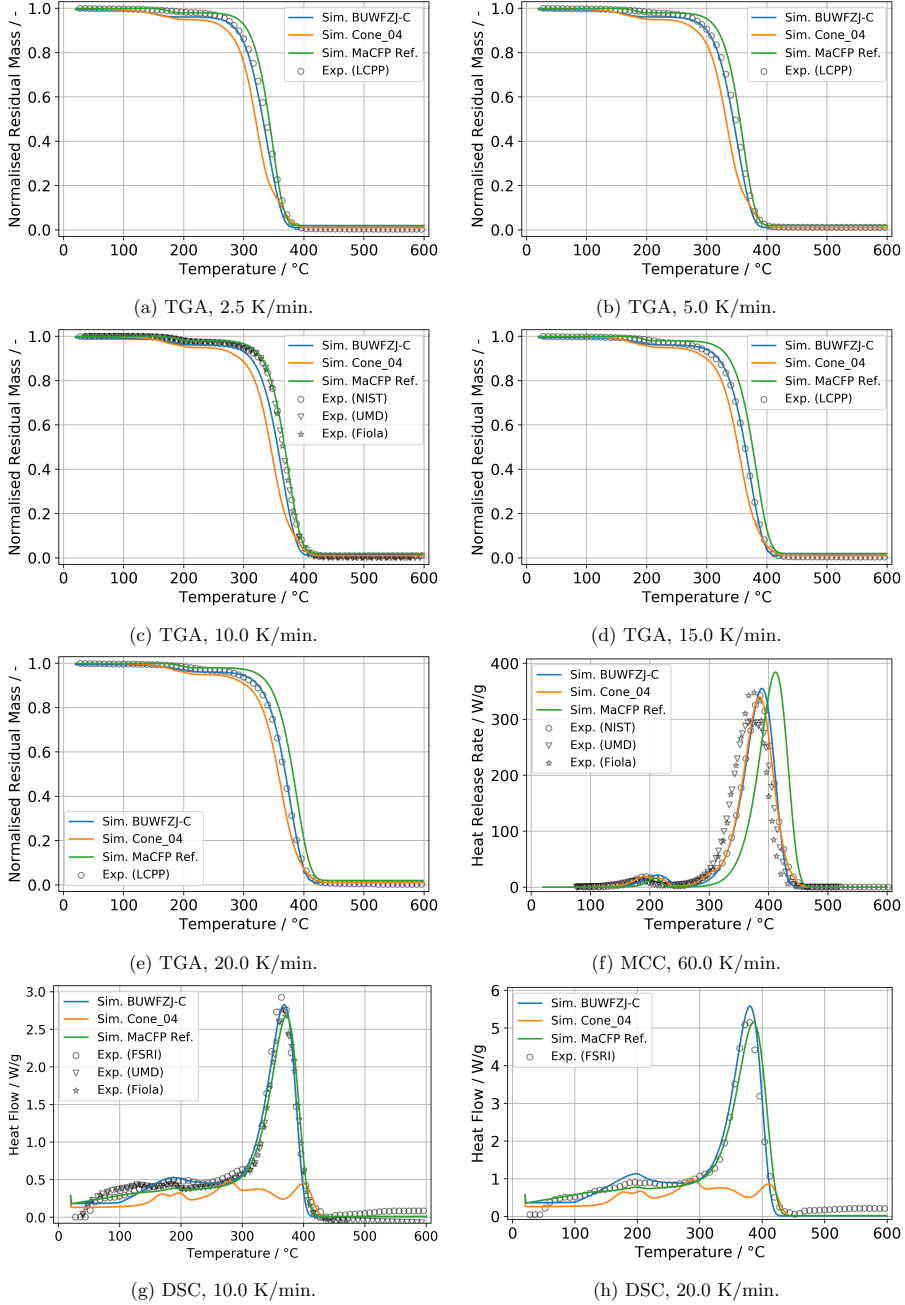 1.0
0.8
0.6
0.4
0.2
0.0
Normalised Residual Mass / -
Sim. BUWFZJ-C
Sim. Cone_04
Sim. MaCFP Ref.
Exp. (LCPP)
0 100 200 300 400 500 600
Temperature / °C
(a) TGA, 2.5 K/min.
1.0
0.8
0.6
0.4
0.2
0.0
Normalised Residual Mass / -
Sim. BUWFZJ-C
Sim. Cone_04
Sim. MaCFP Ref.
Exp. (LCPP)
0 100 200 300 400 500 600
Temperature / °C
(b) TGA, 5.0 K/min.
1.0
0.8
0.6
0.4
0.2
0.0
Normalised Residual Mass / -
Sim. BUWFZJ-C
Sim. Cone_04
Sim. MaCFP Ref.
Exp. (NIST)
Exp. (UMD)
Exp. (Fiola)
0 100 200 300 400 500 600
Temperature / °C
(c) TGA, 10.0 K/min.
1.0
0.8
0.6
0.4
0.2
0.0
Normalised Residual Mass / -
Sim. BUWFZJ-C
Sim. Cone_04
Sim. MaCFP Ref.
Exp. (LCPP)
0 100 200 300 400 500 600
Temperature / °C
(d) TGA, 15.0 K/min.
1.0
0.8
0.6
0.4
0.2
0.0
Normalised Residual Mass / -
Sim. BUWFZJ-C
Sim. Cone_04
Sim. MaCFP Ref.
Exp. (LCPP)
0 100 200 300 400 500 600
Temperature / °C
(e) TGA, 20.0 K/min.
400
300
200
100
0
Heat Release Rate / W/g
Sim. BUWFZJ-C
Sim. Cone_04
Sim. MaCFP Ref.
Exp. (NIST)
Exp. (UMD)
Exp. (Fiola)
0 100 200 300 400 500 600
Temperature / °C
(f) MCC, 60.0 K/min.
3.0
2.5
2.0
1.5
1.0
0.5
0.0
Heat Flow / W/g
Sim. BUWFZJ-C
Sim. Cone_04
Sim. MaCFP Ref.
Exp. (FSRI)
Exp. (UMD)
Exp. (Fiola)
0 100 200 300 400 500 600
Temperature / °C
(g) DSC, 10.0 K/min.
6
5
4
3
2
1
0
Heat Flow / W/g
Sim. BUWFZJ-C
Sim. Cone_04
Sim. MaCFP Ref.
Exp. (FSRI)
0 100 200 300 400 500 600
Temperature / °C
(h) DSC, 20.0 K/min.